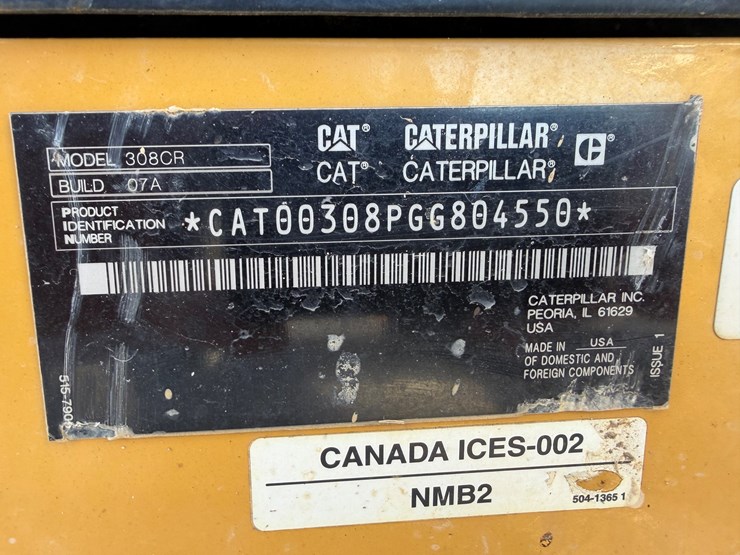 CAT® CATERPILLAR®
CAT® CATERPILLAR®
MODEL 308CR
BUILD 07A
PRODUCT
IDENTIFICATION
NUMBER
*CAT00308PGG804550*
CATERPILLAR INC.
PEORIA, IL 61629
USA
MADE IN USA
OF DOMESTIC AND
FOREIGN COMPONENTS
ISSUE 1
CANADA ICES-002
NMB2
504-1365 1